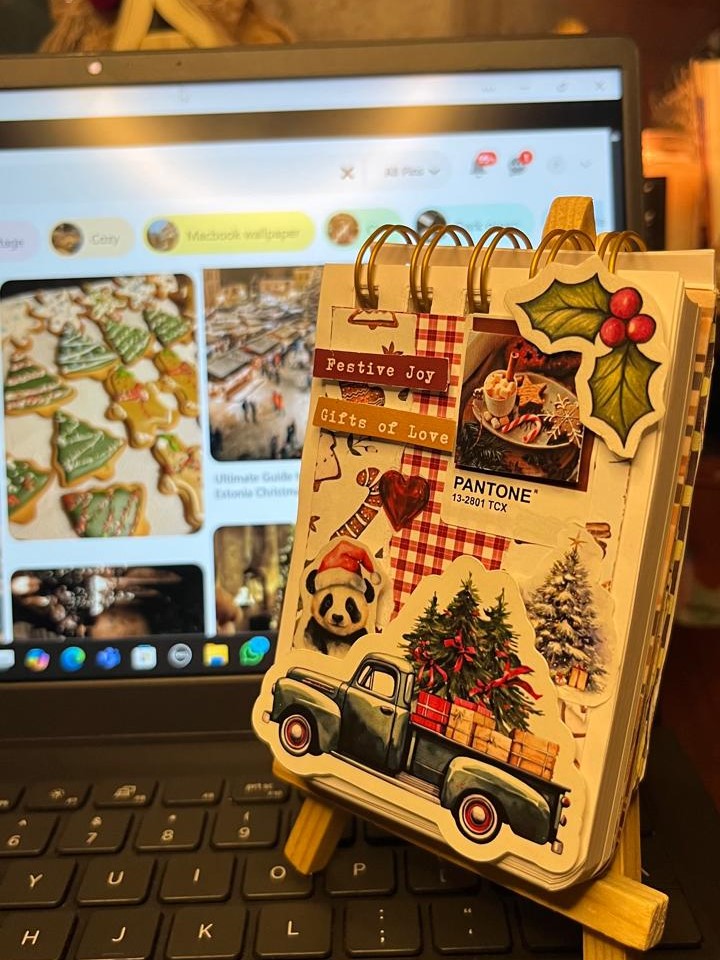 All Pins
Cozy
Macbook wallpaper
Ultimate Guide
Estonia Christm
Festive Joy
Gifts of Love
PANTONE
13-2801 TCX
6
7
8
9
Y
U
I
O
P
H
J
K
L
;